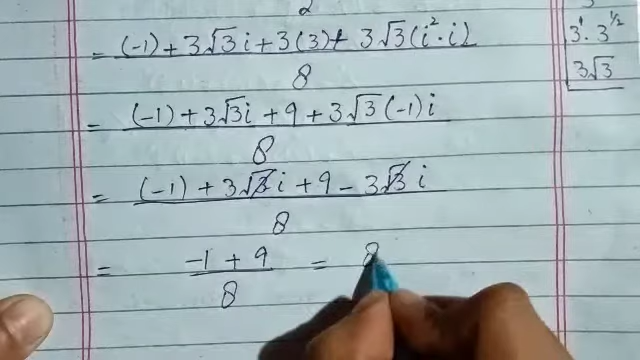 2
= (-1) + 3√3 i + 3(3) + 3√3 (i² · i) / 8
3¹ · 3^1/2
3√3
= (-1) + 3√3 i + 9 + 3√3 (-1) i / 8
= (-1) + 3√3 i + 9 - 3√3 i / 8
= -1 + 9 / 8 = 8